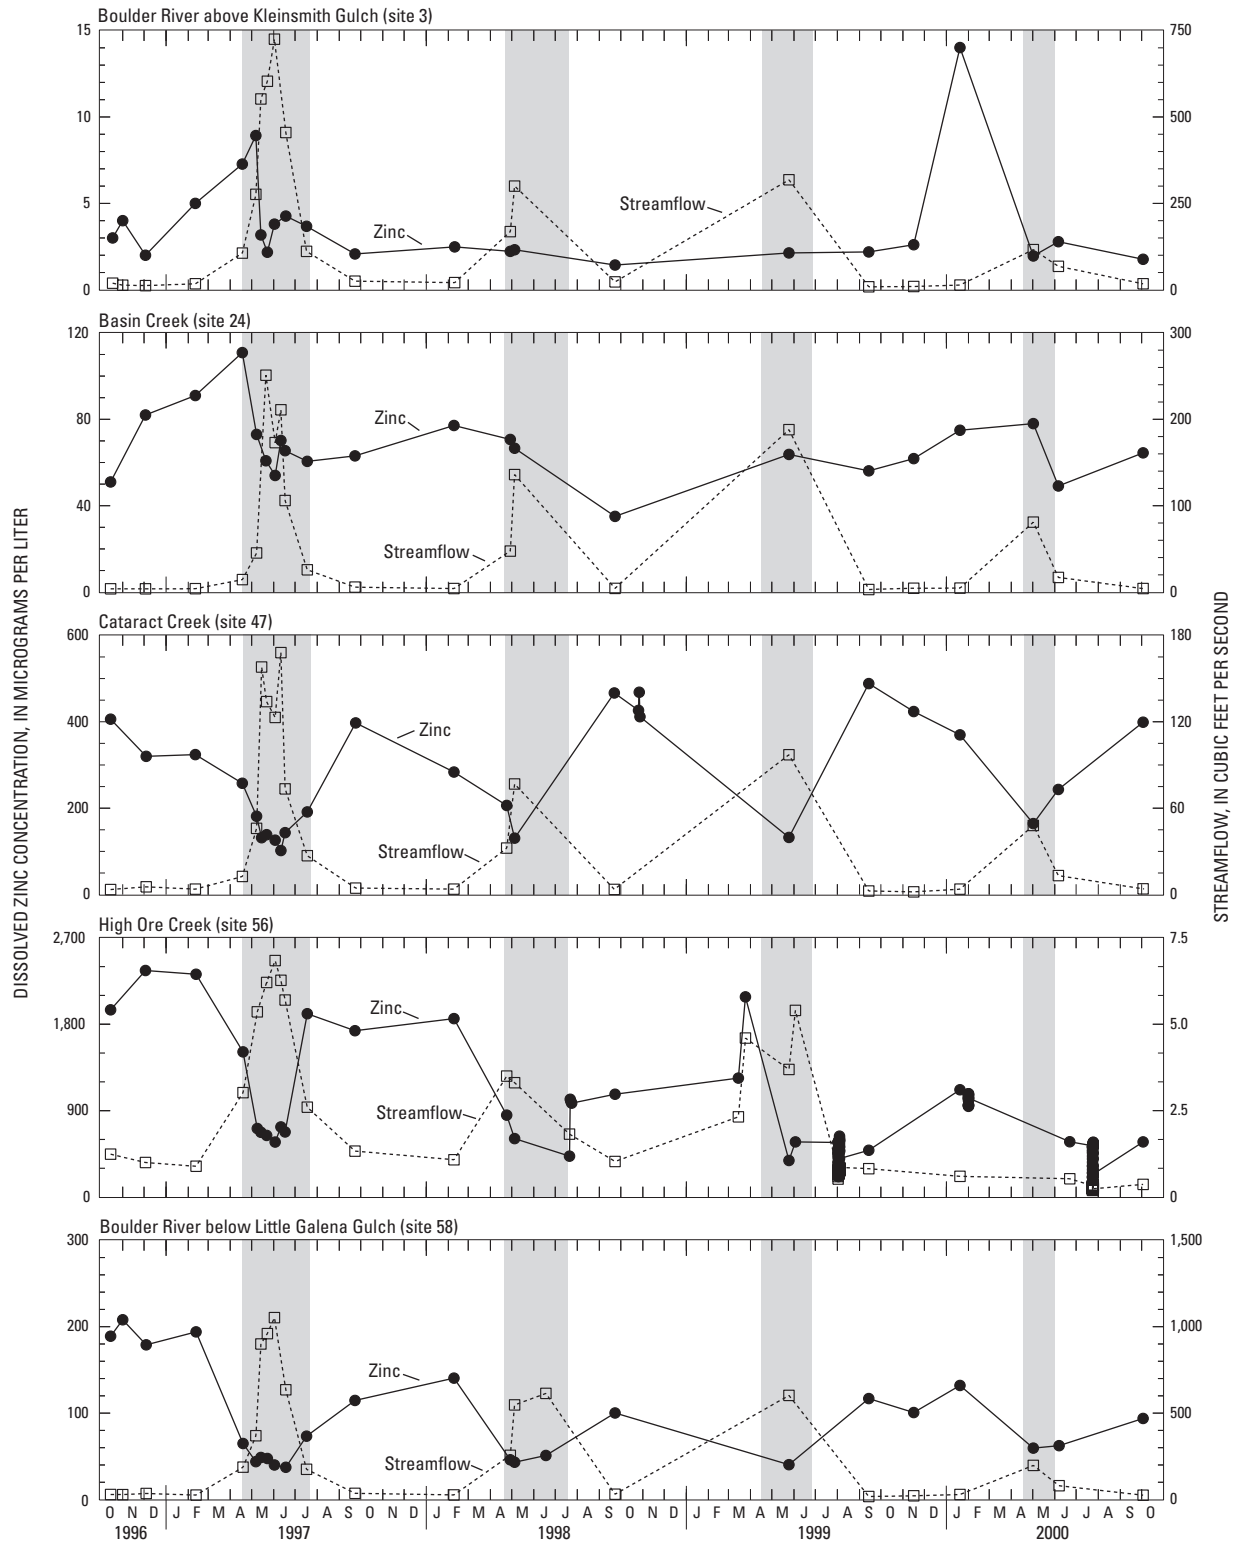 Boulder River above Kleinsmith Gulch (site 3)
15
10
5
0
750
500
250
0
Zinc
Streamflow
Basin Creek (site 24)
120
80
40
0
300
200
100
0
Zinc
Streamflow
Cataract Creek (site 47)
600
400
200
0
180
120
60
0
Zinc
Streamflow
High Ore Creek (site 56)
2,700
1,800
900
0
7.5
5.0
2.5
0
Zinc
Streamflow
Boulder River below Little Galena Gulch (site 58)
300
200
100
0
1,500
1,000
500
0
Zinc
Streamflow
O N D J F M A M J J A S O N D J F M A M J J A S O N D J F M A M J J A S O N D J F M A M J J A S O
1996 1997 1998 1999 2000
DISSOLVED ZINC CONCENTRATION, IN MICROGRAMS PER LITER
STREAMFLOW, IN CUBIC FEET PER SECOND